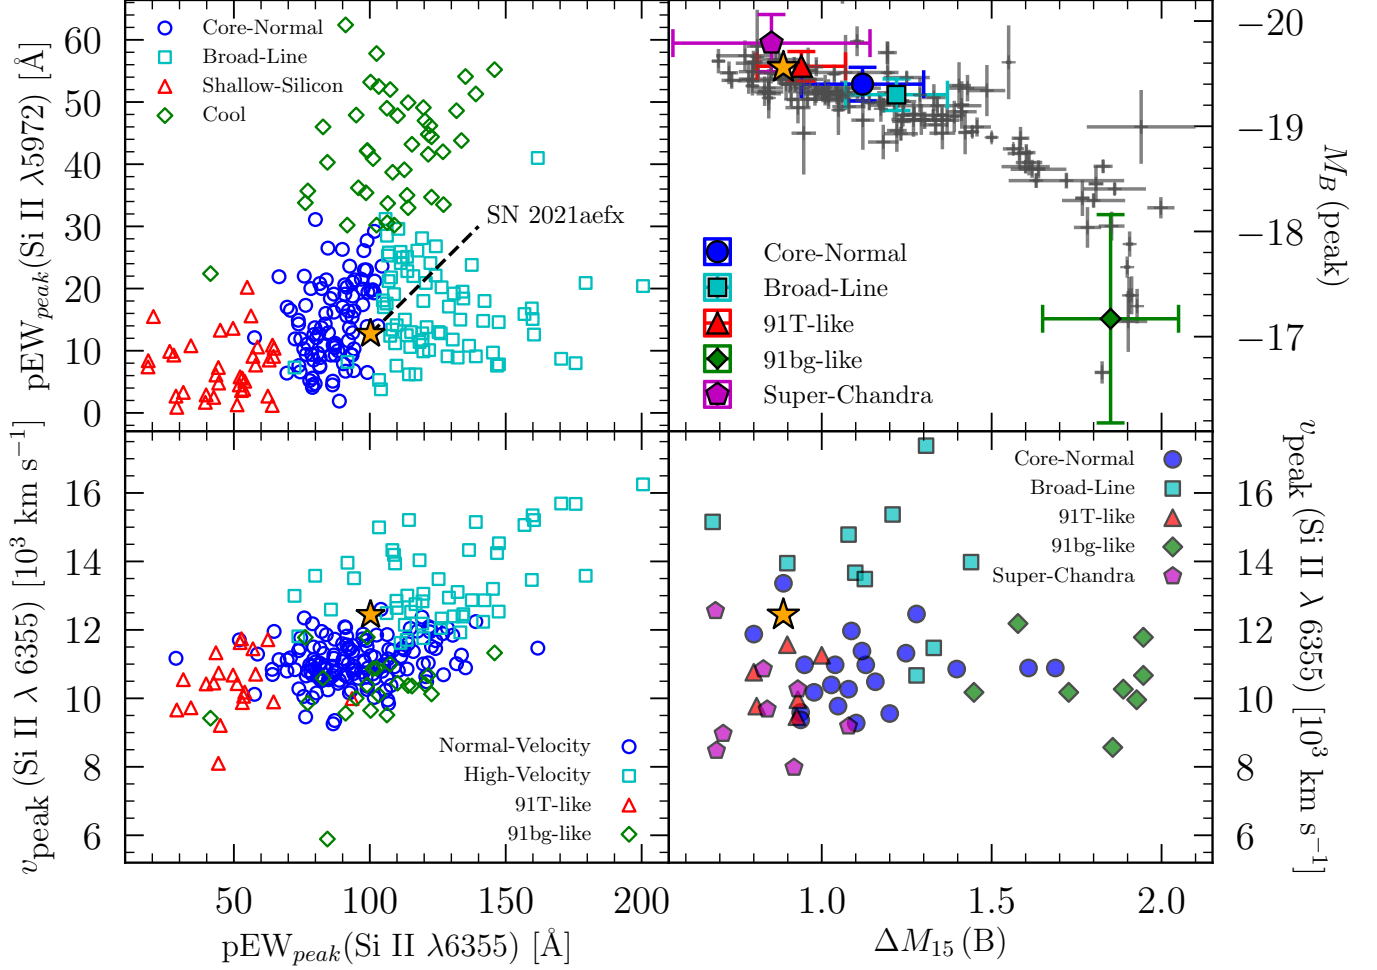 Core-Normal
Broad-Line
Shallow-Silicon
Cool
SN 2021aefx
60
50
40
30
20
10
0
pEW_peak(Si II λ5972) [Å]
Core-Normal
Broad-Line
91T-like
91bg-like
Super-Chandra
−20
−19
−18
−17
M_B (peak)
Normal-Velocity
High-Velocity
91T-like
91bg-like
16
14
12
10
8
6
v_peak (Si II λ 6355) [10³ km s⁻¹]
50
100
150
200
pEW_peak(Si II λ6355) [Å]
Core-Normal
Broad-Line
91T-like
91bg-like
Super-Chandra
16
14
12
10
8
6
v_peak (Si II λ 6355) [10³ km s⁻¹]
1.0
1.5
2.0
ΔM₁₅ (B)